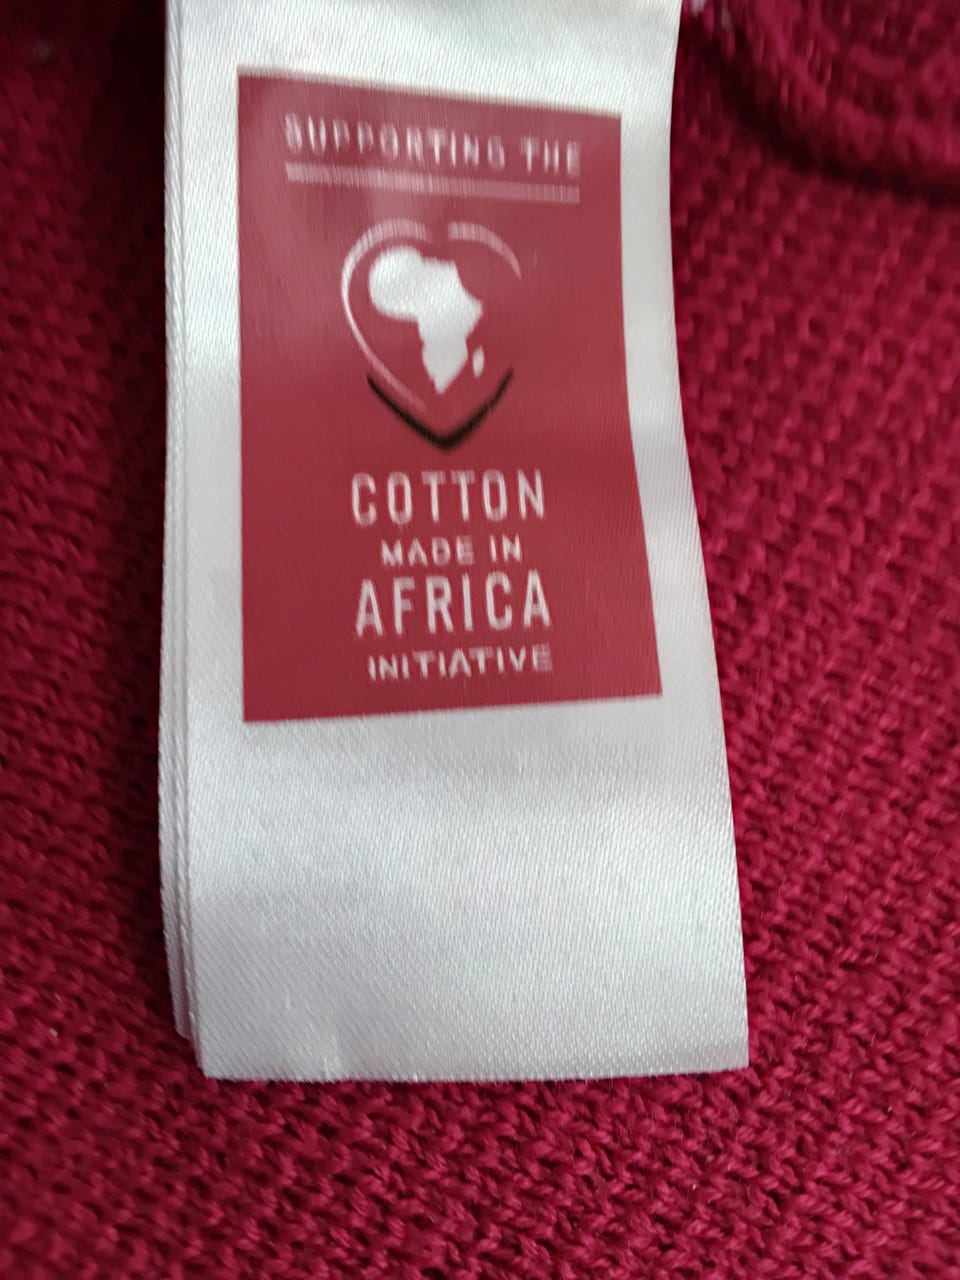 SUPPORTING THE
COTTON
MADE IN
AFRICA
INITIATIVE